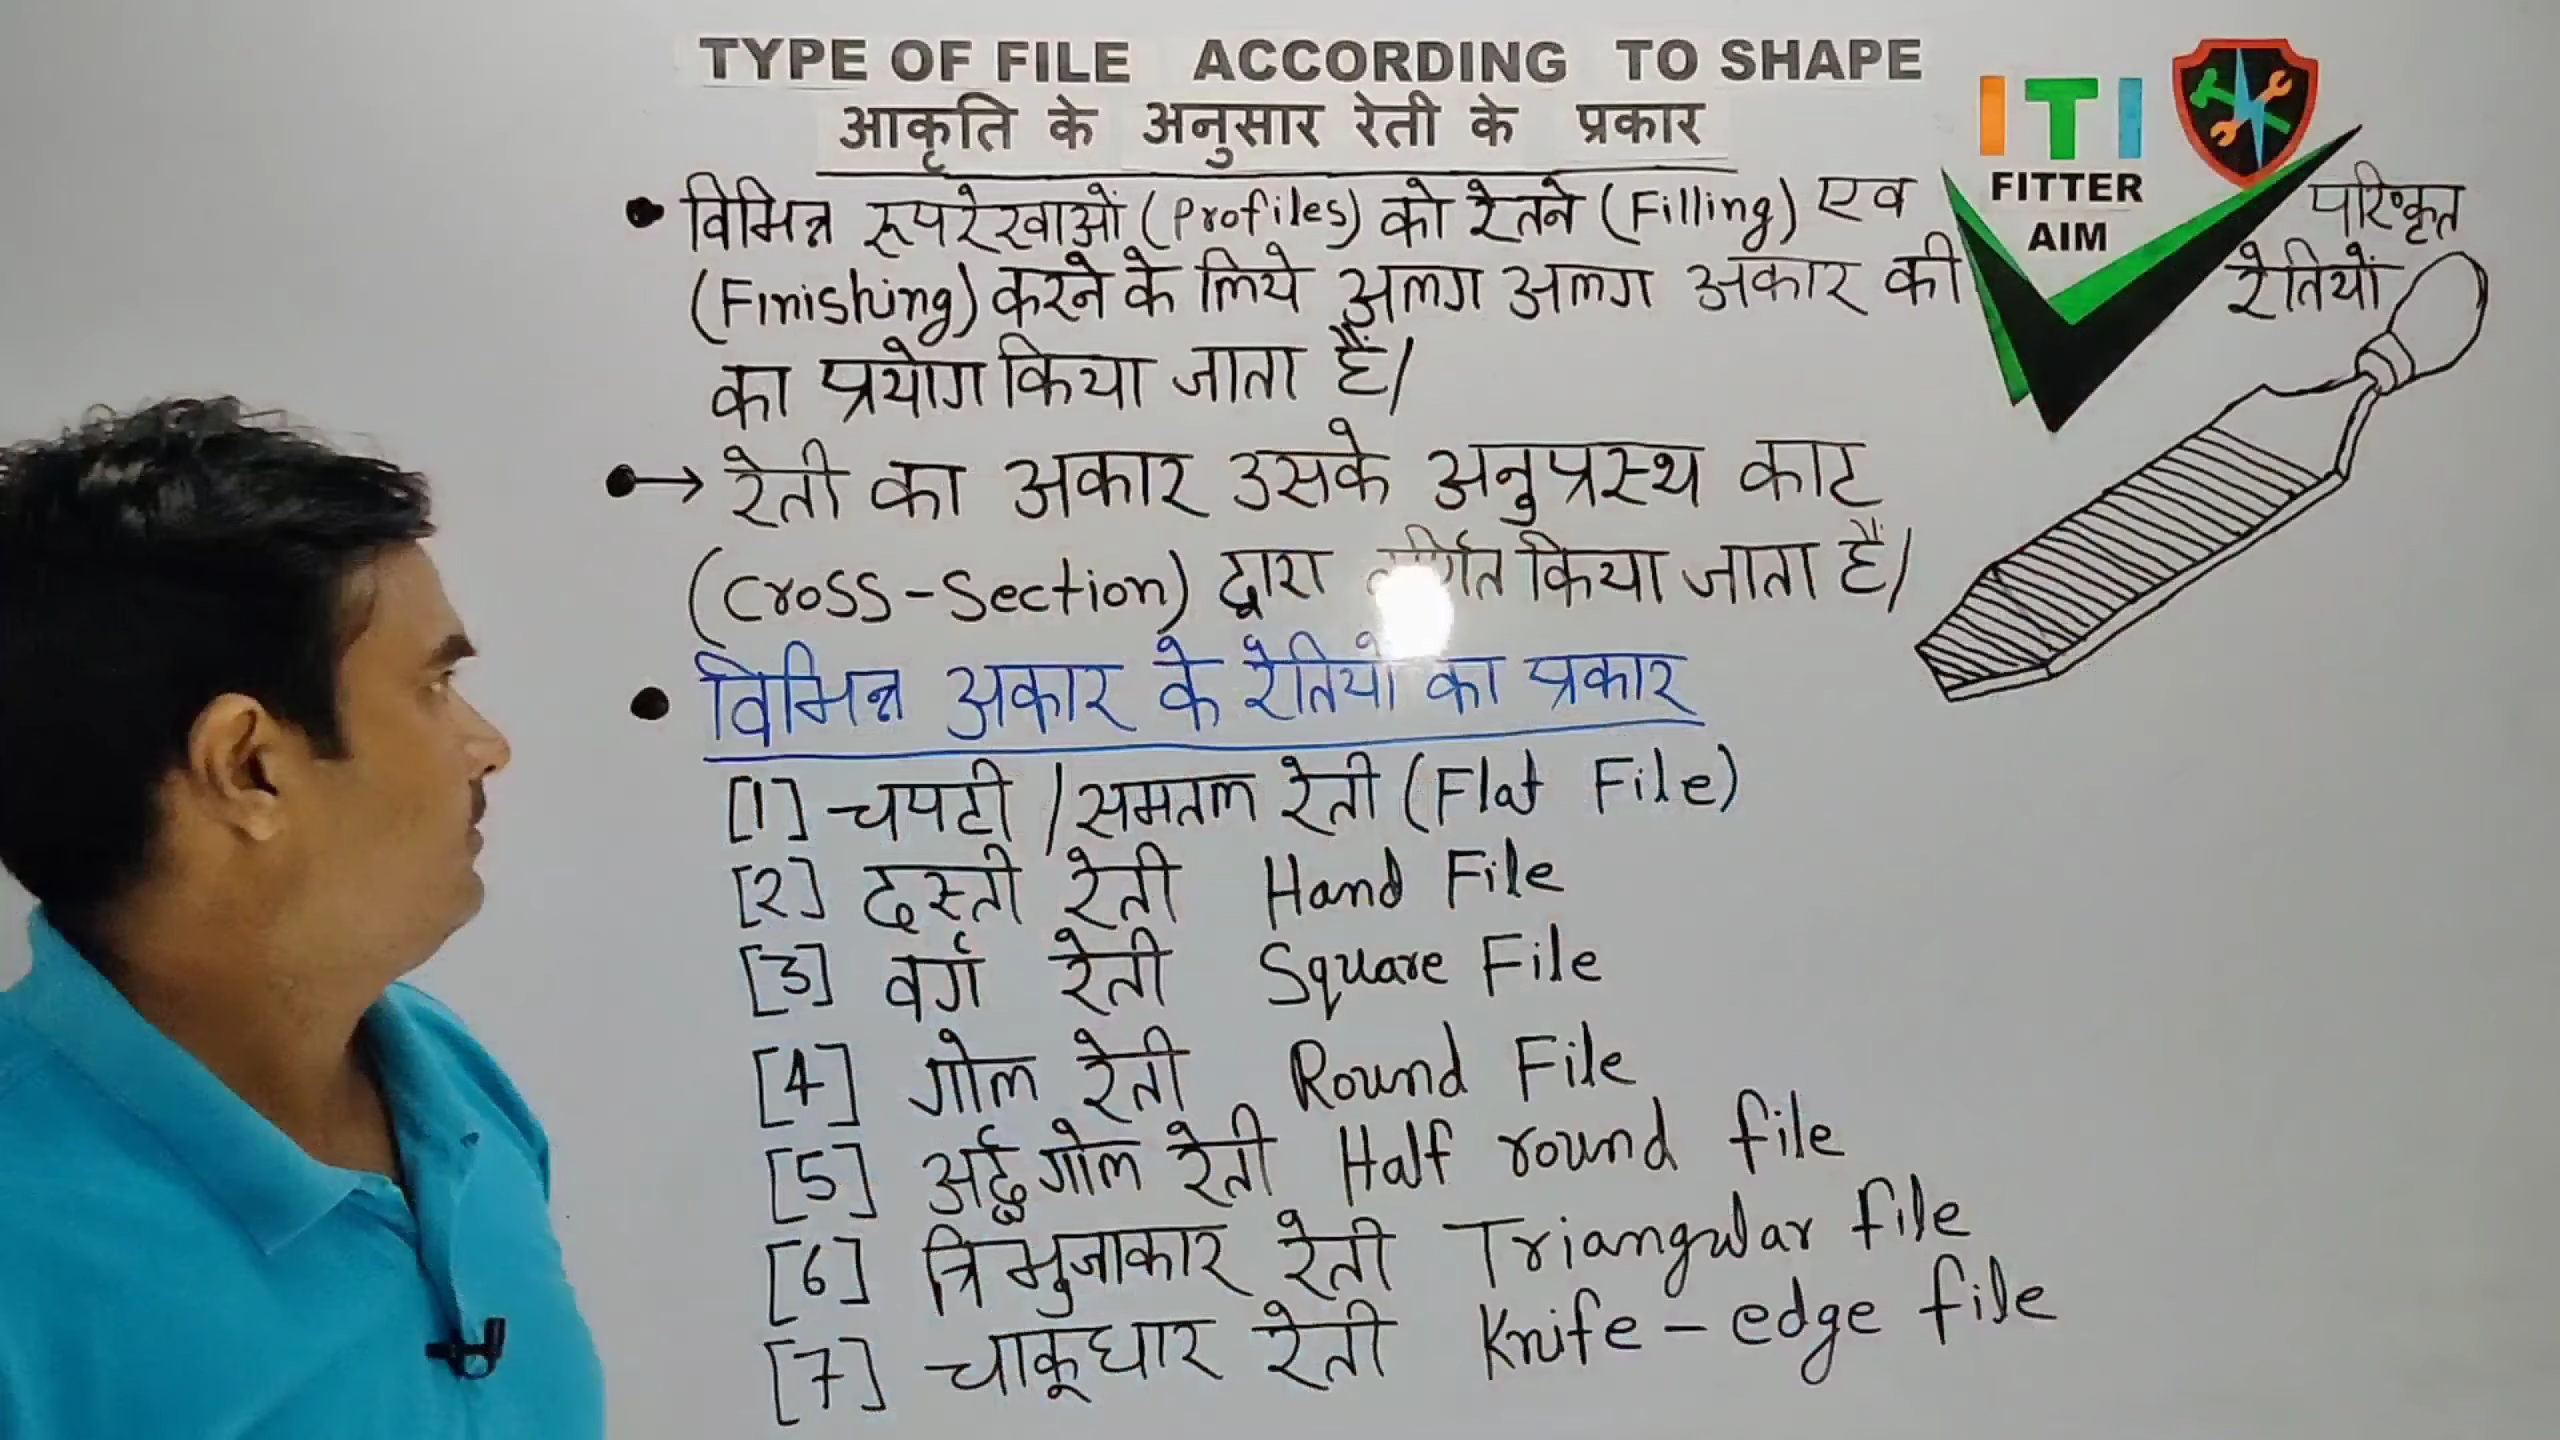 TYPE OF FILE ACCORDING TO SHAPE
आकृति के अनुसार रेती के प्रकार
ITI
FITTER
AIM
• विभिन्न रूपरेखाओं (Profiles) को रेतने (Filling) एव परिष्कृत
(Finishing) करने के लिये अलग अलग अकार की रेतियों
का प्रयोग किया जाता हैं।
•→ रेती का अकार उसके अनुप्रस्थ काट
(Cross-Section) द्वारा किया जाता हैं।
• विभिन्न अकार के रेतियों का प्रकार
[1] चपटी / समतल रेती (Flat File)
[2] दस्ती रेती Hand File
[3] वर्ग रेती Square File
[4] गोल रेती Round File
[5] अर्द्धगोल रेती Half round file
[6] त्रिभुजाकार रेती Triangular file
[7] चाकूधार रेती Knife-edge file